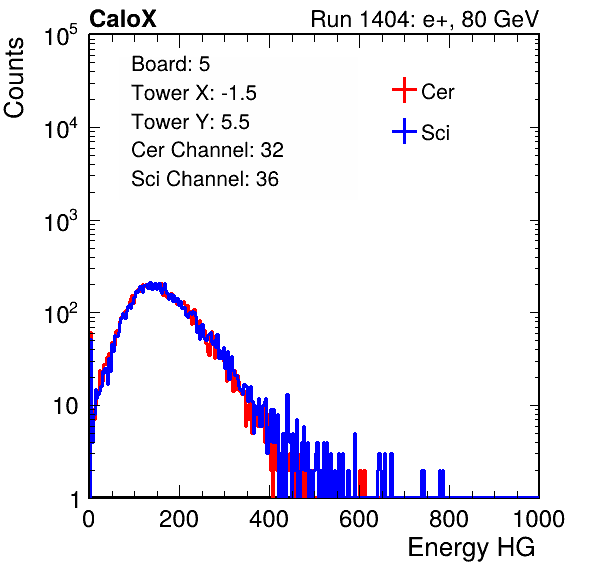 CaloX Run 1404: e+, 80 GeV
Counts
10^5
10^4
10^3
10^2
10
1
Board: 5
Tower X: -1.5
Tower Y: 5.5
Cer Channel: 32
Sci Channel: 36
Cer
Sci
0 200 400 600 800 1000
Energy HG